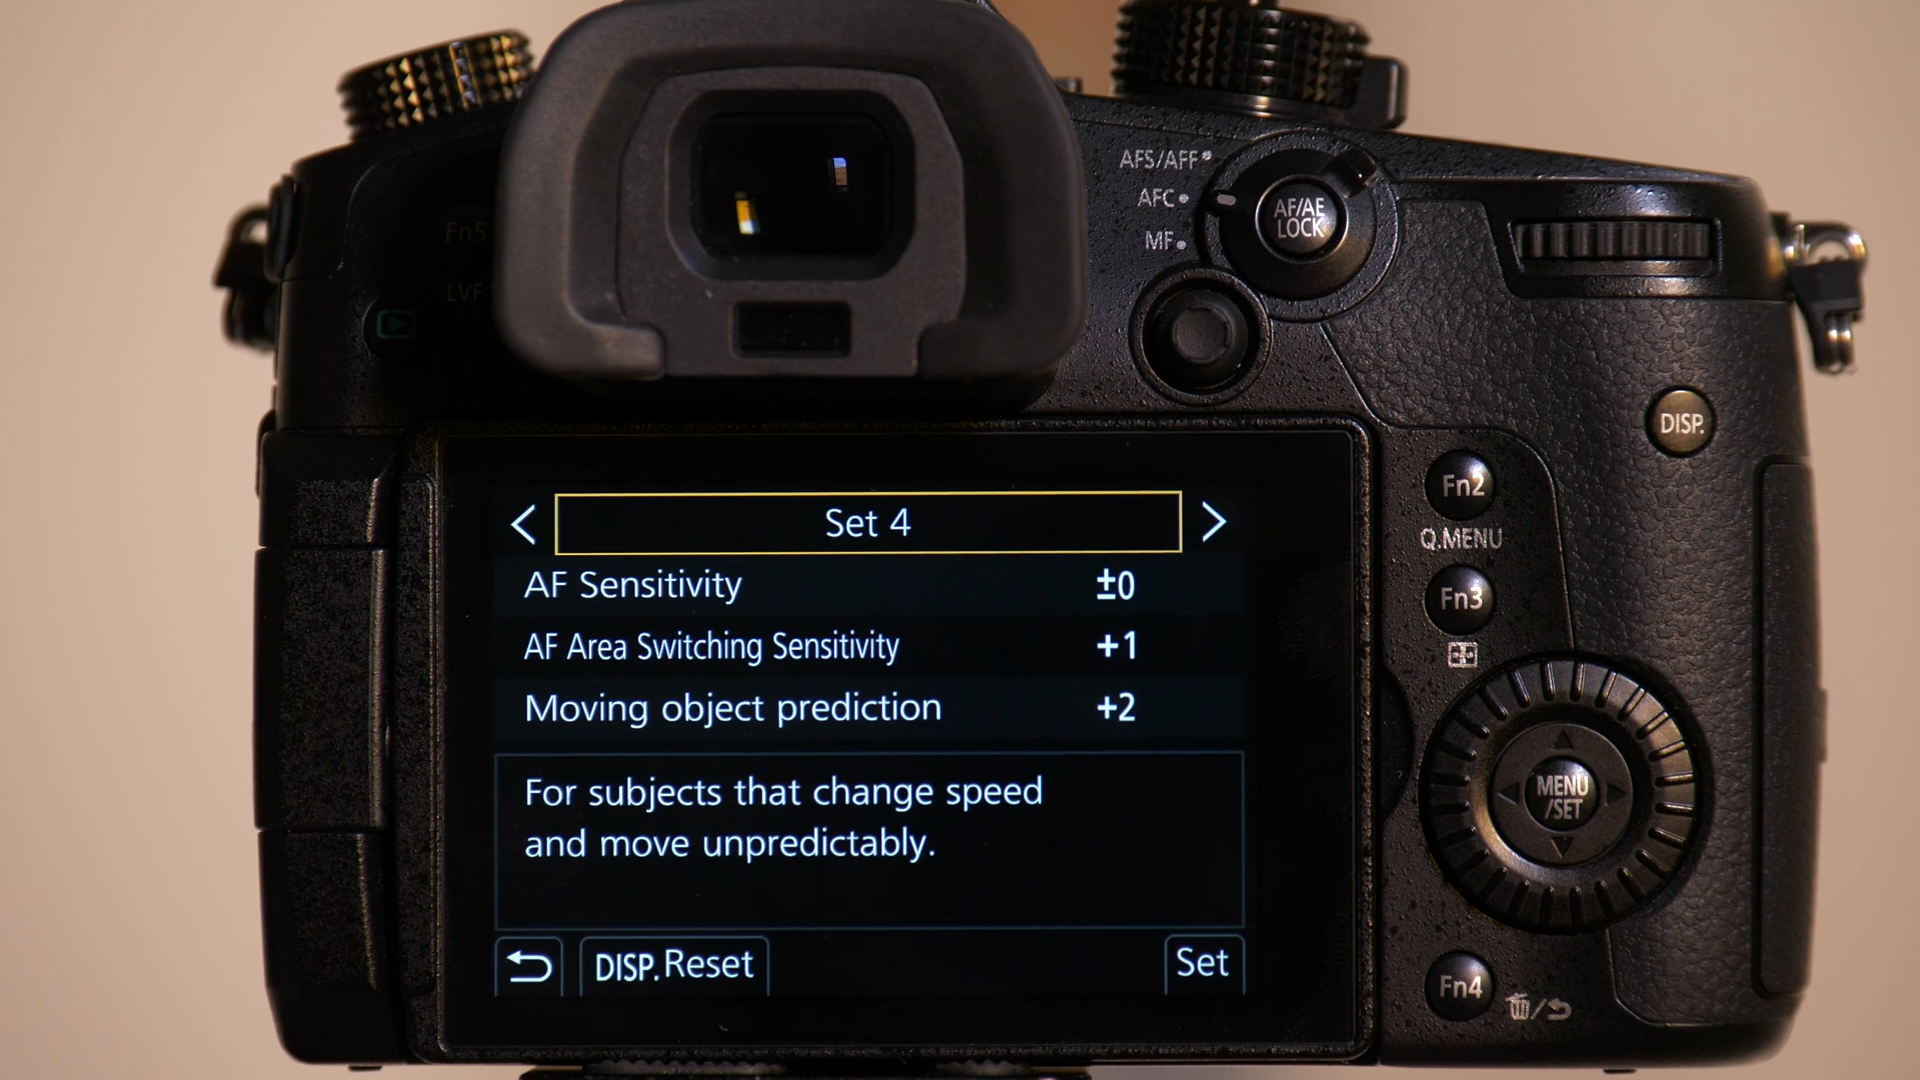 AFS/AFF
AFC
MF
AF/AE
LOCK
Fn5
LVF
DISP.
Fn2
Q.MENU
Fn3
MENU
/SET
Fn4
Set 4
AF Sensitivity ±0
AF Area Switching Sensitivity +1
Moving object prediction +2
For subjects that change speed
and move unpredictably.
DISP. Reset
Set